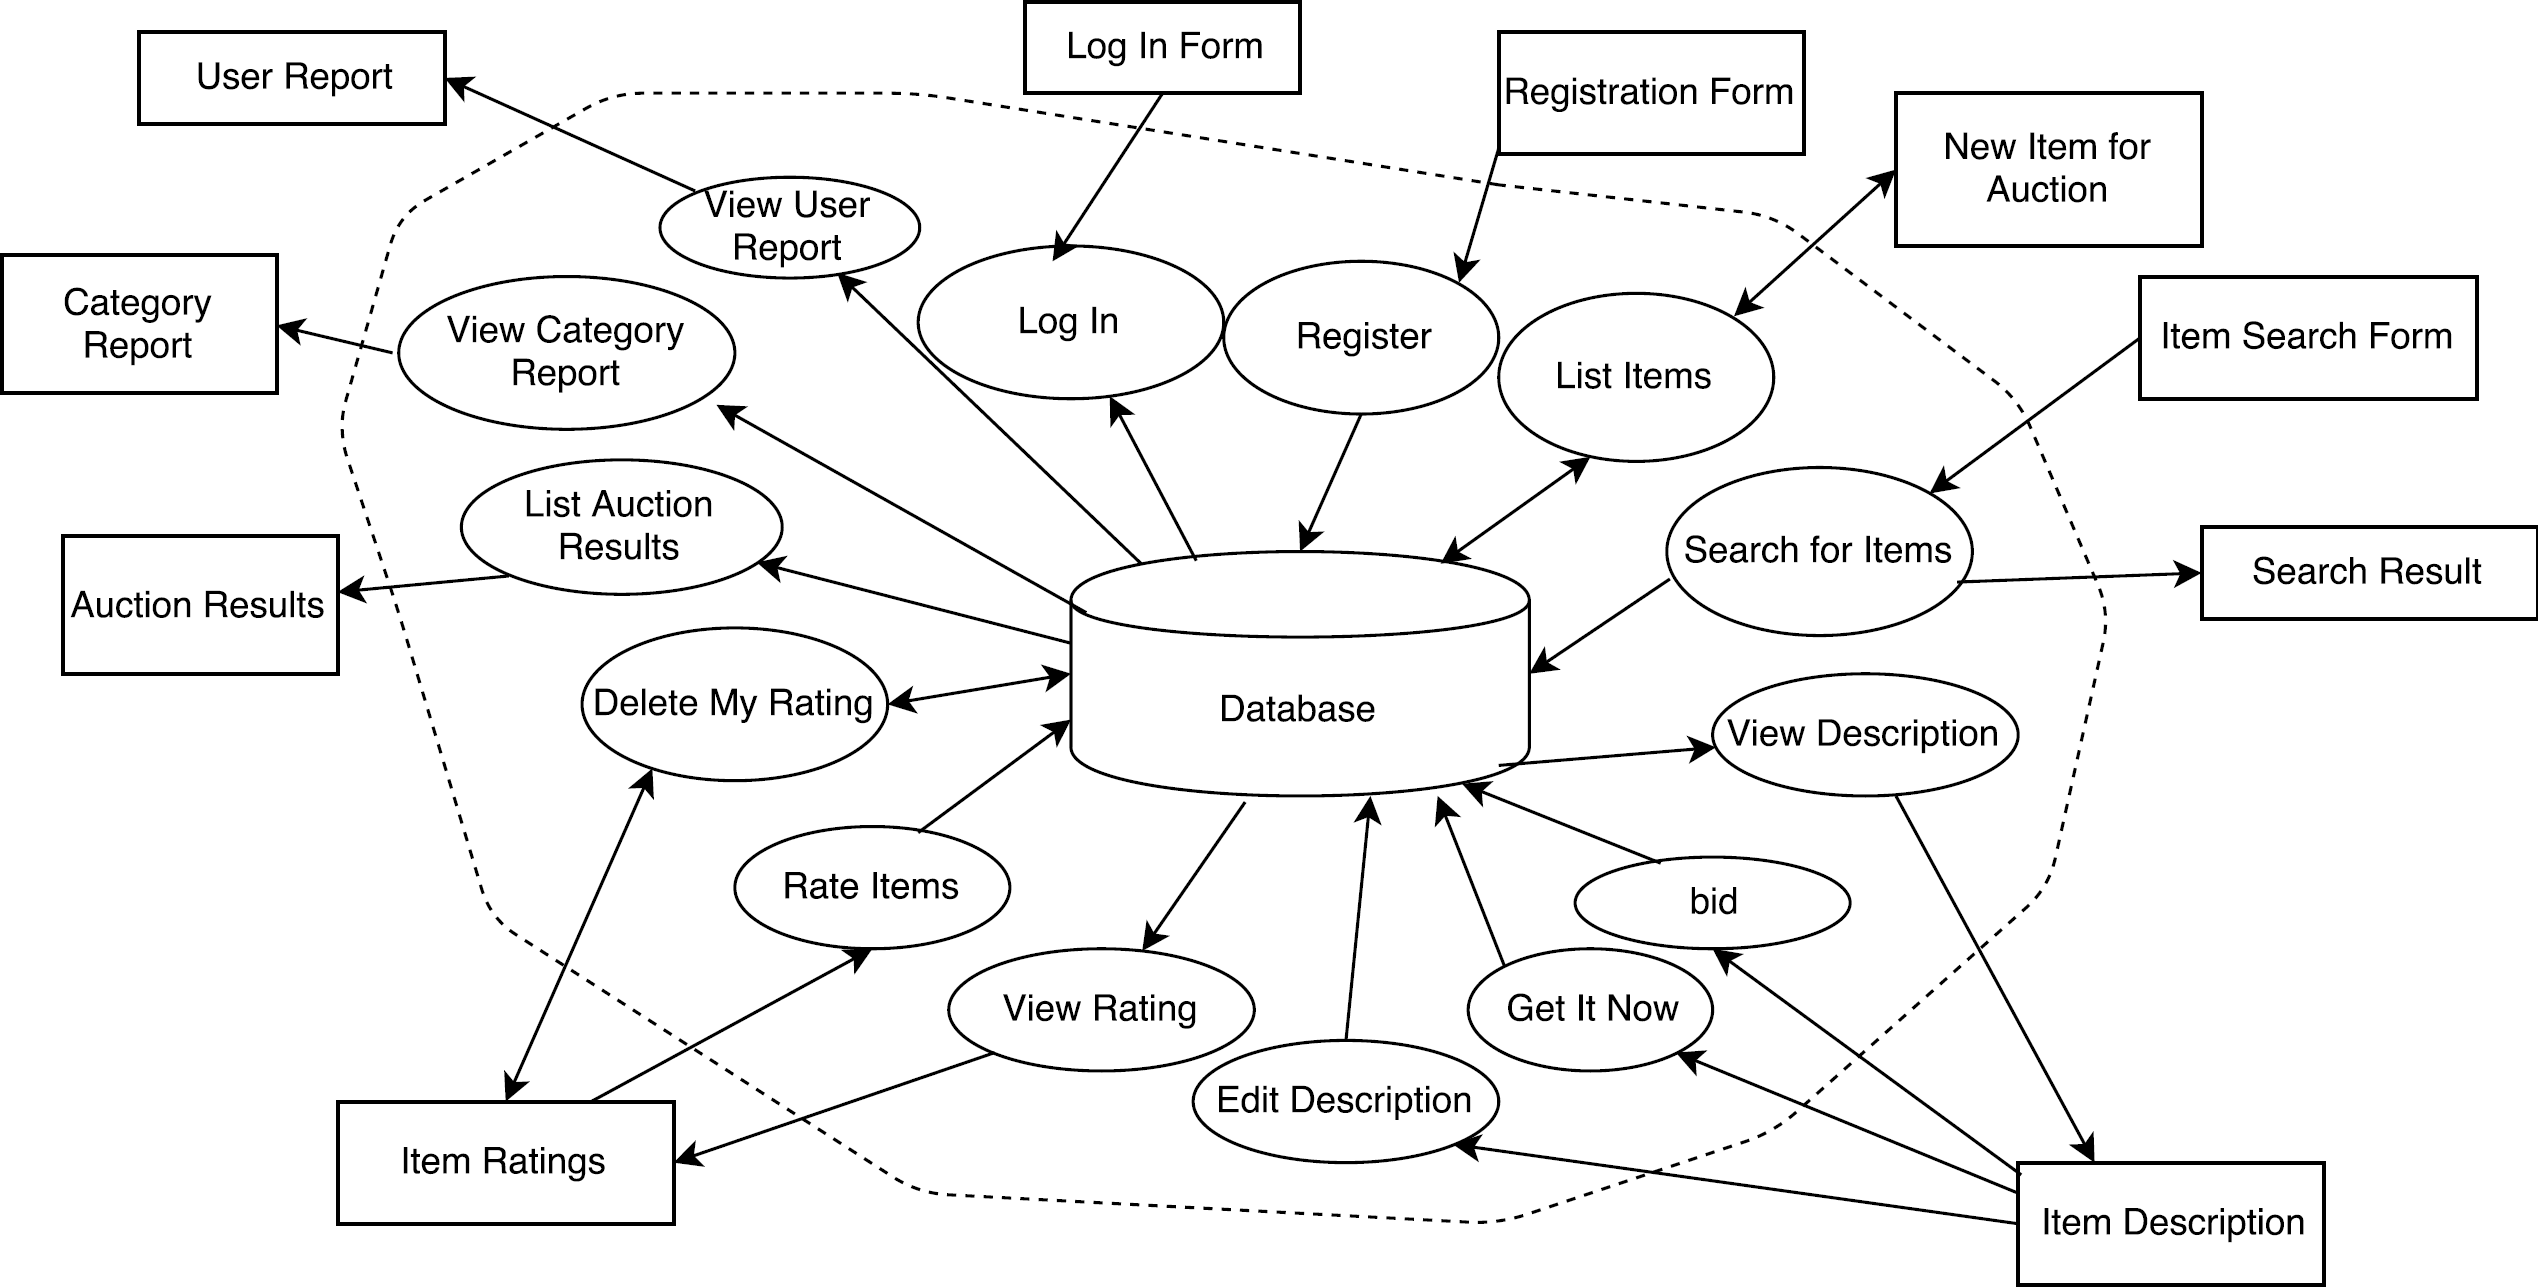 Log In Form
User Report
Registration Form
New Item for
Auction
View User
Report
Category
Report
View Category
Report
Log In
Register
List Items
Item Search Form
List Auction
Results
Search for Items
Search Result
Auction Results
Delete My Rating
Database
View Description
Rate Items
bid
View Rating
Get It Now
Edit Description
Item Ratings
Item Description